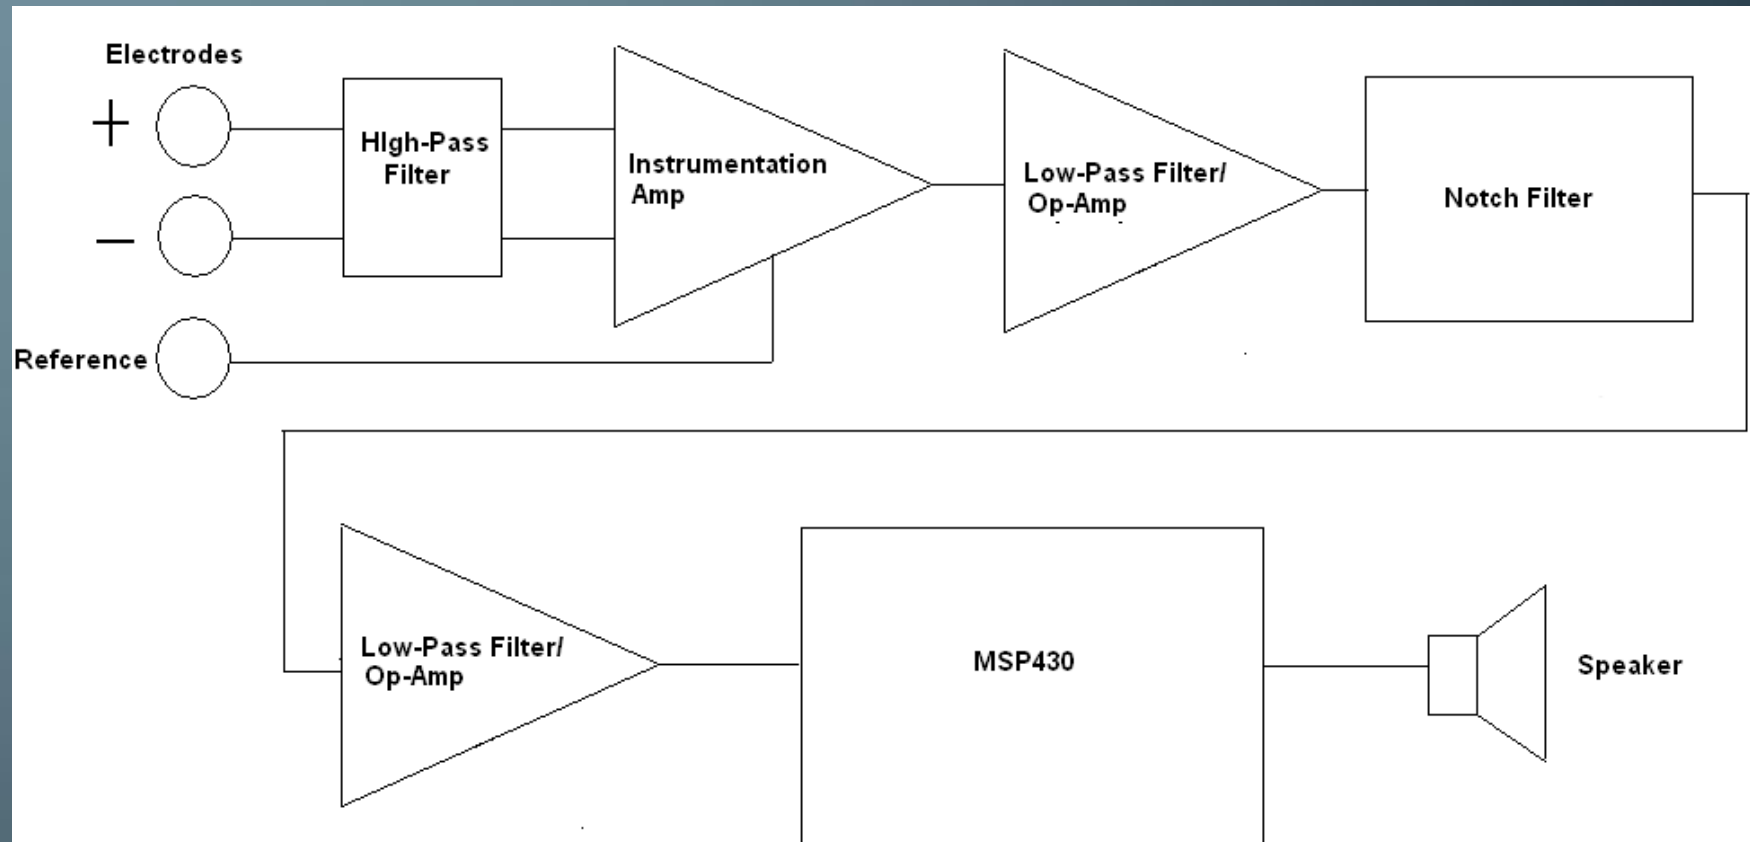 Electrodes
+
HIgh-Pass
Filter
Instrumentation
Amp
Low-Pass Filter/
Op-Amp
Notch Filter
−
Reference
Low-Pass Filter/
Op-Amp
MSP430
Speaker